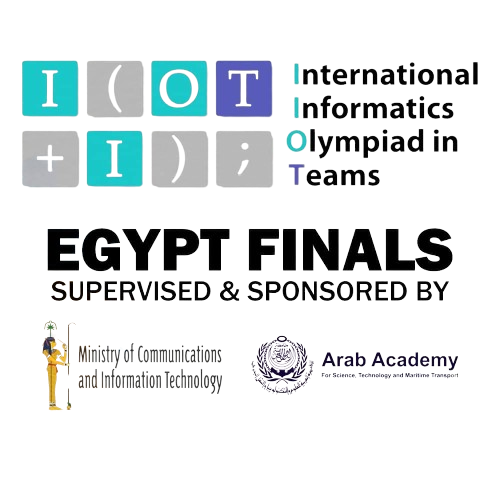 I ( O T
+ I ) ;
International
Informatics
Olympiad in
Teams
EGYPT FINALS
SUPERVISED & SPONSORED BY
Ministry of Communications
and Information Technology
Arab Academy
For Science, Technology and Maritime Transport